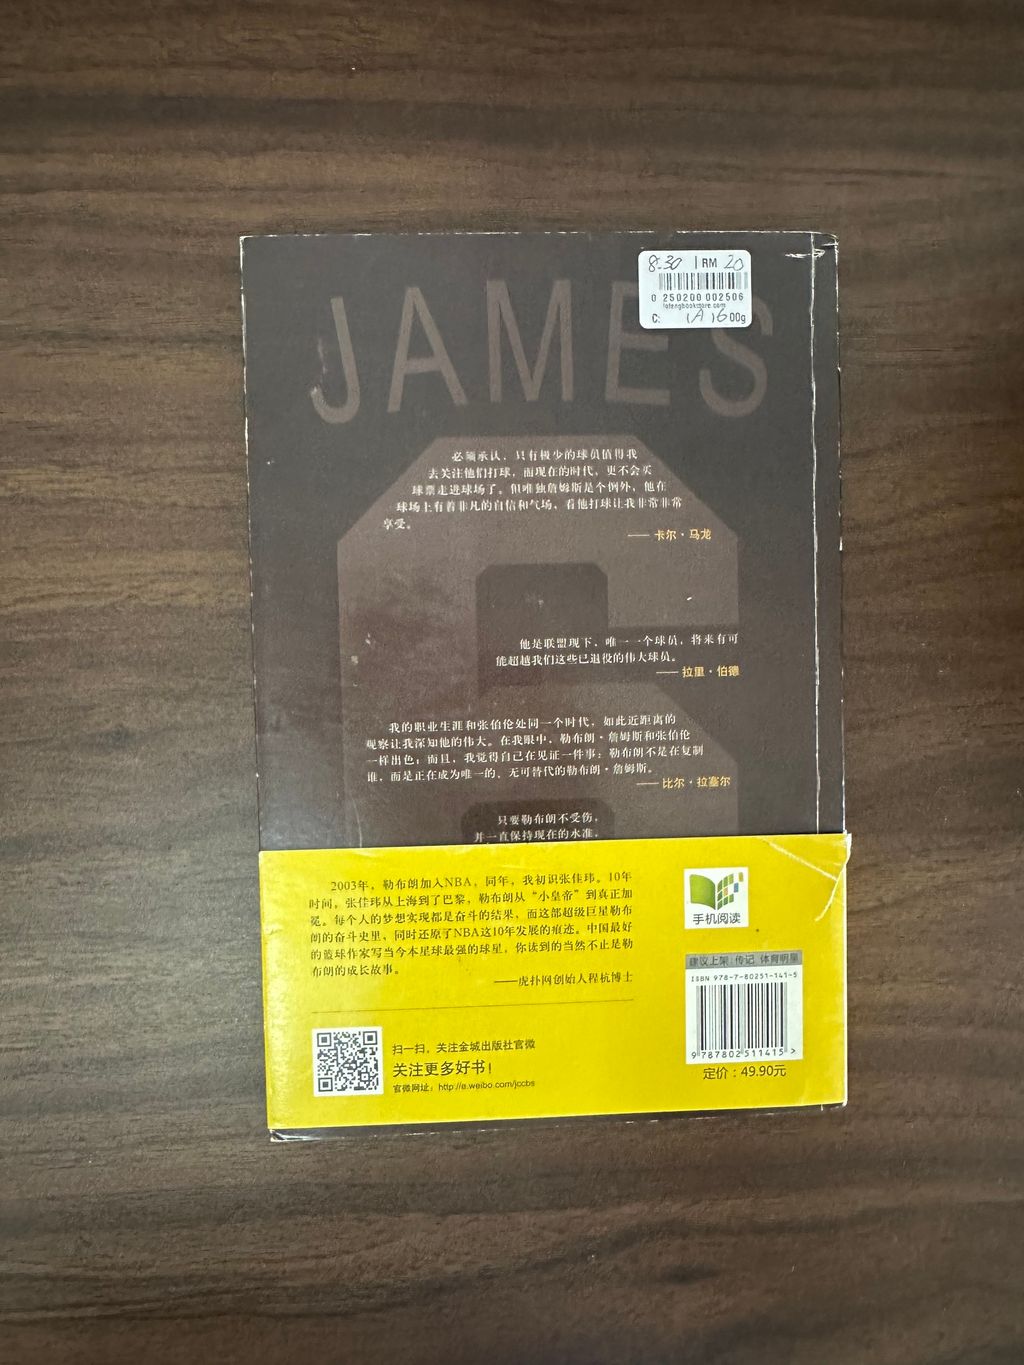 8.30 1 RM 20
0 250200 002506
lofengbookstore.com
C: 1A 16 00g
JAMES
6
必须承认，只有极少的球员值得我
去关注他们打球，而现在的时代，更不会买
球票走进球场了。但唯独詹姆斯是个例外，他在
球场上有着非凡的自信和气场，看他打球让我非常非常
享受。
—— 卡尔·马龙
他是联盟现下，唯一一个球员，将来有可
能超越我们这些已退役的伟大球员。
—— 拉里·伯德
我的职业生涯和张伯伦处同一个时代，如此近距离的
观察让我深知他的伟大。在我眼中，勒布朗·詹姆斯和张伯伦
一样出色；而且，我觉得自己在见证一件事：勒布朗不是在复制
谁，而是正在成为唯一的、无可替代的勒布朗·詹姆斯。
—— 比尔·拉塞尔
只要勒布朗不受伤，
并一直保持现在的水准，
2003年，勒布朗加入NBA，同年，我初识张佳玮。10年
时间，张佳玮从上海到了巴黎，勒布朗从“小皇帝”到真正加
冕。每个人的梦想实现都是奋斗的结果，而这部超级巨星勒布
朗的奋斗史里，同时还原了NBA这10年发展的痕迹。中国最好
的篮球作家写当今本星球最强的球星，你读到的当然不止是勒
布朗的成长故事。
——虎扑网创始人程杭博士
手机阅读
建议上架：传记 体育明星
ISBN 978-7-80251-141-5
9 787802 511415 >
定价：49.90元
扫一扫，关注金城出版社官微
关注更多好书！
官微网址：http://e.weibo.com/jccbs